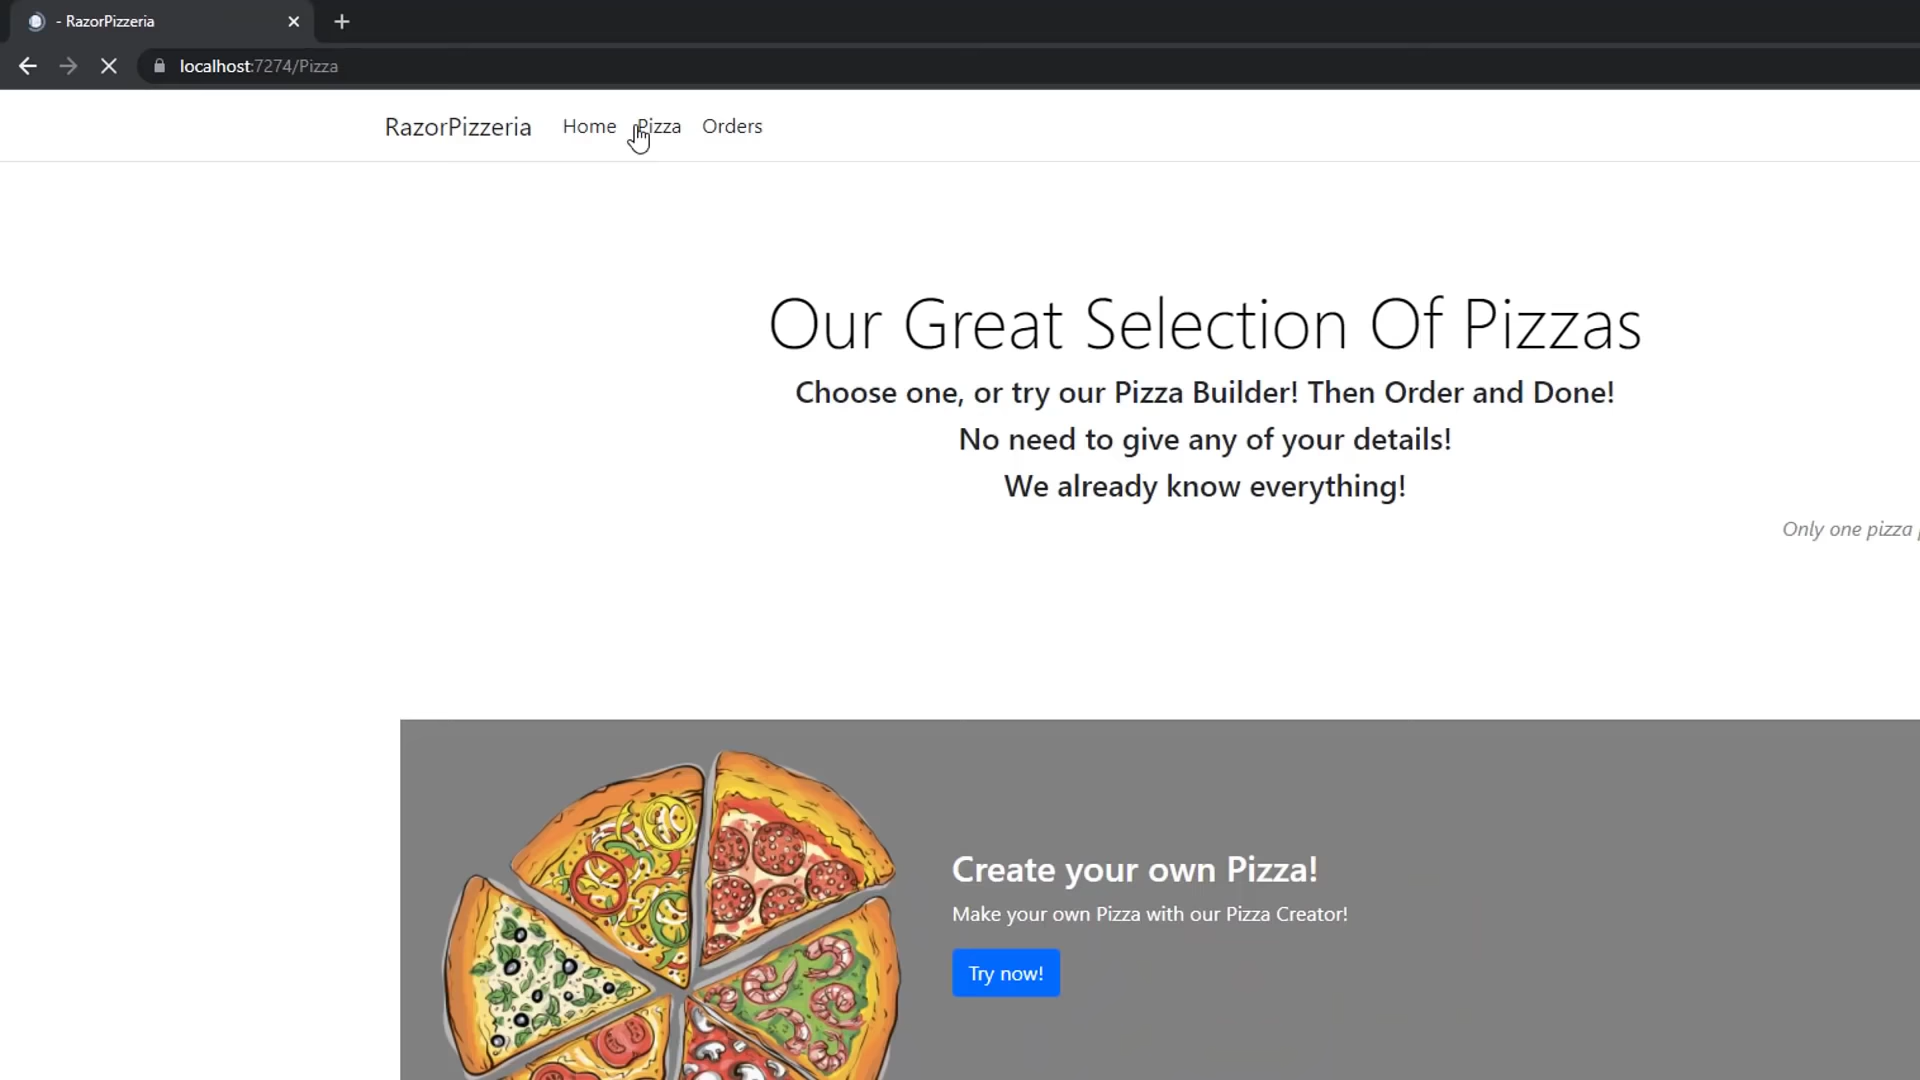 - RazorPizzeria
localhost:7274/Pizza
RazorPizzeria Home Pizza Orders
Our Great Selection Of Pizzas
Choose one, or try our Pizza Builder! Then Order and Done!
No need to give any of your details!
We already know everything!
Only one pizza
Create your own Pizza!
Make your own Pizza with our Pizza Creator!
Try now!